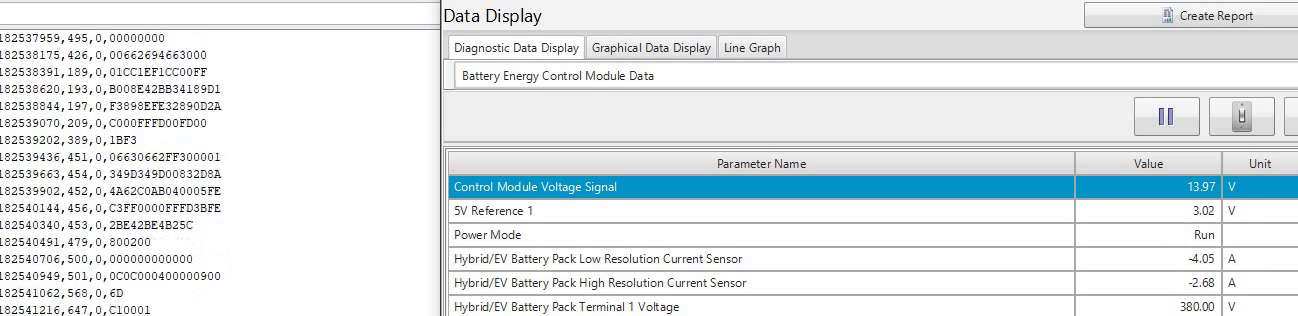 182537959,495,0,00000000
182538175,426,0,00662694663000
182538391,189,0,01CC1EF1CC00FF
182538620,193,0,B008E42BB34189D1
182538844,197,0,F3898EFE32890D2A
182539070,209,0,C000FFFD00FD00
182539202,389,0,1BF3
182539436,451,0,06630662FF300001
182539663,454,0,349D349D00832D8A
182539902,452,0,4A62C0AB040005FE
182540144,456,0,C3FF0000FFFD3BFE
182540340,453,0,2BE42BE4B25C
182540491,479,0,800200
182540706,500,0,000000000000
182540949,501,0,0C0C000400000900
182541062,568,0,6D
182541216,647,0,C10001
Data Display
Create Report
Diagnostic Data Display Graphical Data Display Line Graph
Battery Energy Control Module Data
Parameter Name Value Unit
Control Module Voltage Signal 13.97 V
5V Reference 1 3.02 V
Power Mode Run
Hybrid/EV Battery Pack Low Resolution Current Sensor -4.05 A
Hybrid/EV Battery Pack High Resolution Current Sensor -2.68 A
Hybrid/EV Battery Pack Terminal 1 Voltage 380.00 V